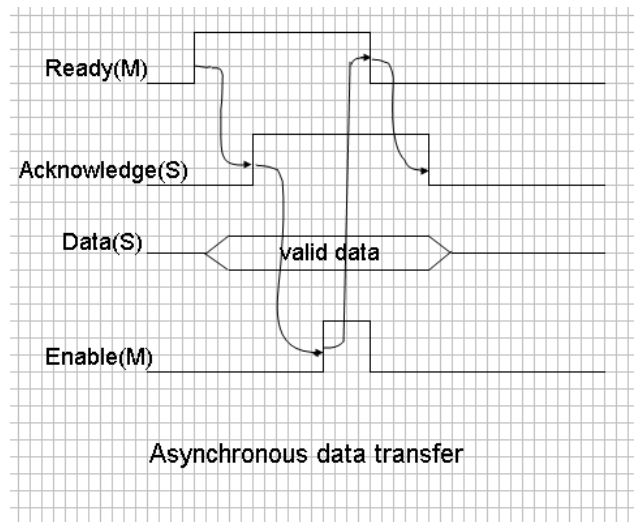 Ready(M)
Acknowledge(S)
Data(S)
valid data
Enable(M)
Asynchronous data transfer